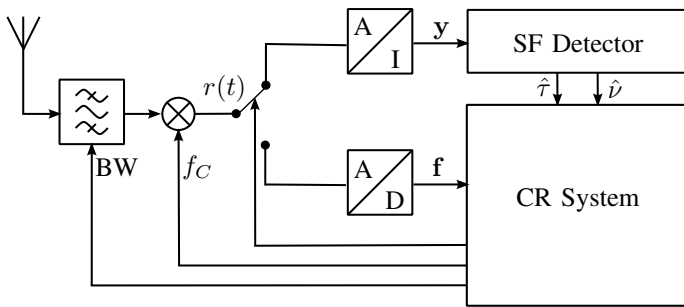 A
I
y
SF Detector
r(t)
τ̂
ν̂
BW
f_C
A
D
f
CR System